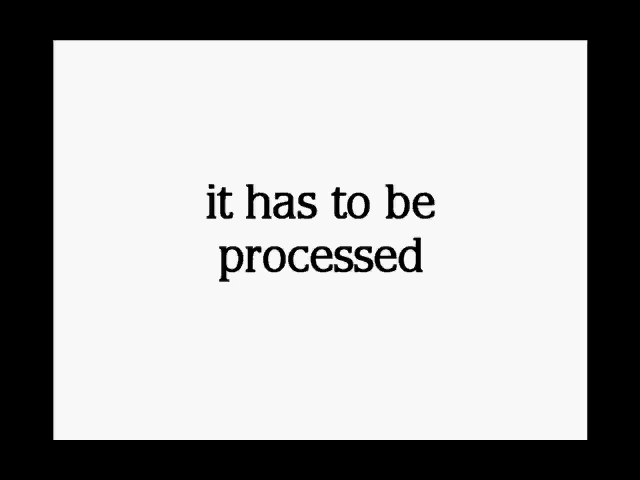 it has to be
processed